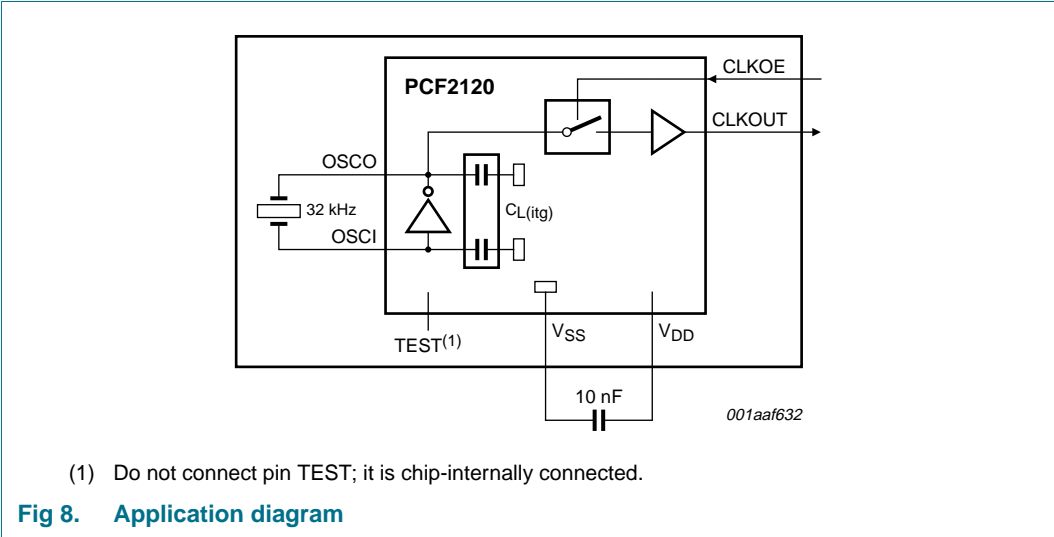 PCF2120
CLKOE
CLKOUT
OSCO
32 kHz
CL(itg)
OSCI
TEST(1)
VSS
VDD
10 nF
001aaf632
(1) Do not connect pin TEST; it is chip-internally connected.
Fig 8. Application diagram